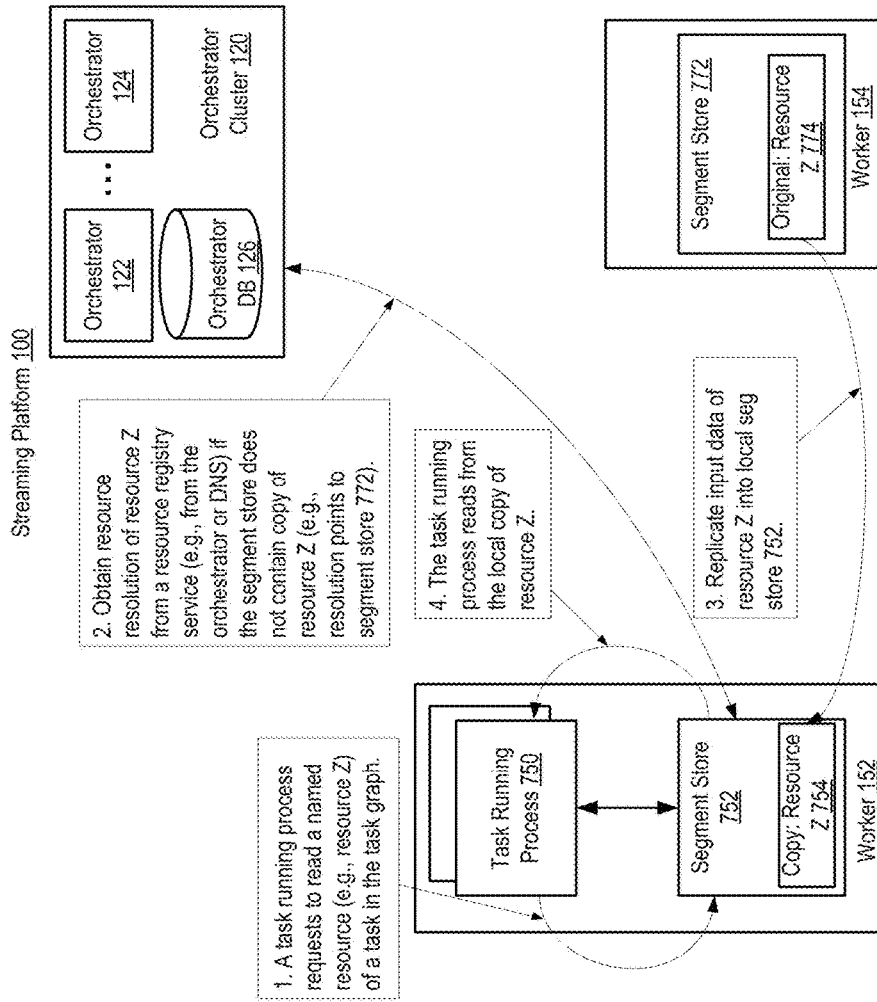 Streaming Platform 100
Orchestrator
122
Orchestrator
124
Orchestrator
DB 126
Orchestrator
Cluster 120
1. A task running process
requests to read a named
resource (e.g., resource Z)
of a task in the task graph.
2. Obtain resource
resolution of resource Z
from a resource registry
service (e.g., from the
orchestrator or DNS) if
the segment store does
not contain copy of
resource Z (e.g.,
resolution points to
segment store 772).
4. The task running
process reads from
the local copy of
resource Z.
3. Replicate input data of
resource Z into local seg
store 752.
Task Running
Process 750
Segment Store
752
Copy: Resource
Z 754
Worker 152
Segment Store 772
Original: Resource
Z 774
Worker 154